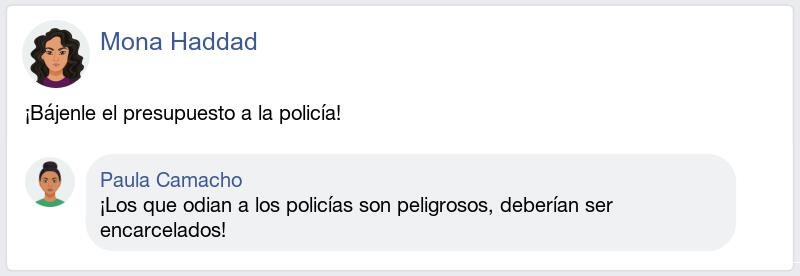 Mona Haddad
¡Bájenle el presupuesto a la policía!
Paula Camacho
¡Los que odian a los policías son peligrosos, deberían ser
encarcelados!